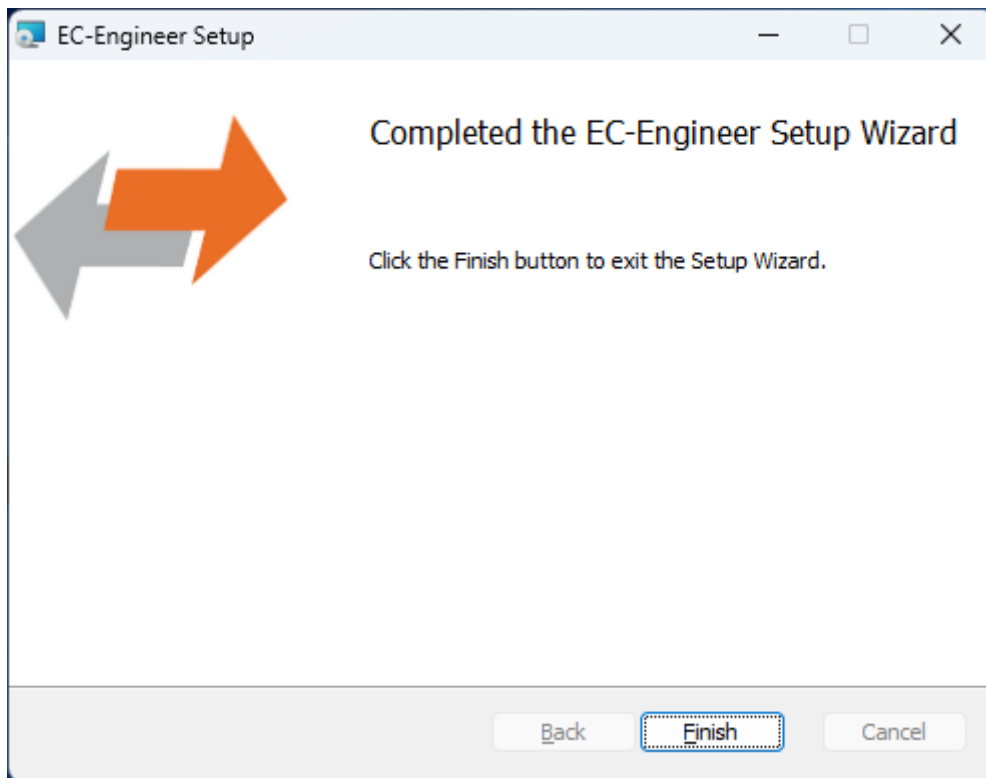 EC-Engineer Setup
Completed the EC-Engineer Setup Wizard
Click the Finish button to exit the Setup Wizard.
Back Finish Cancel